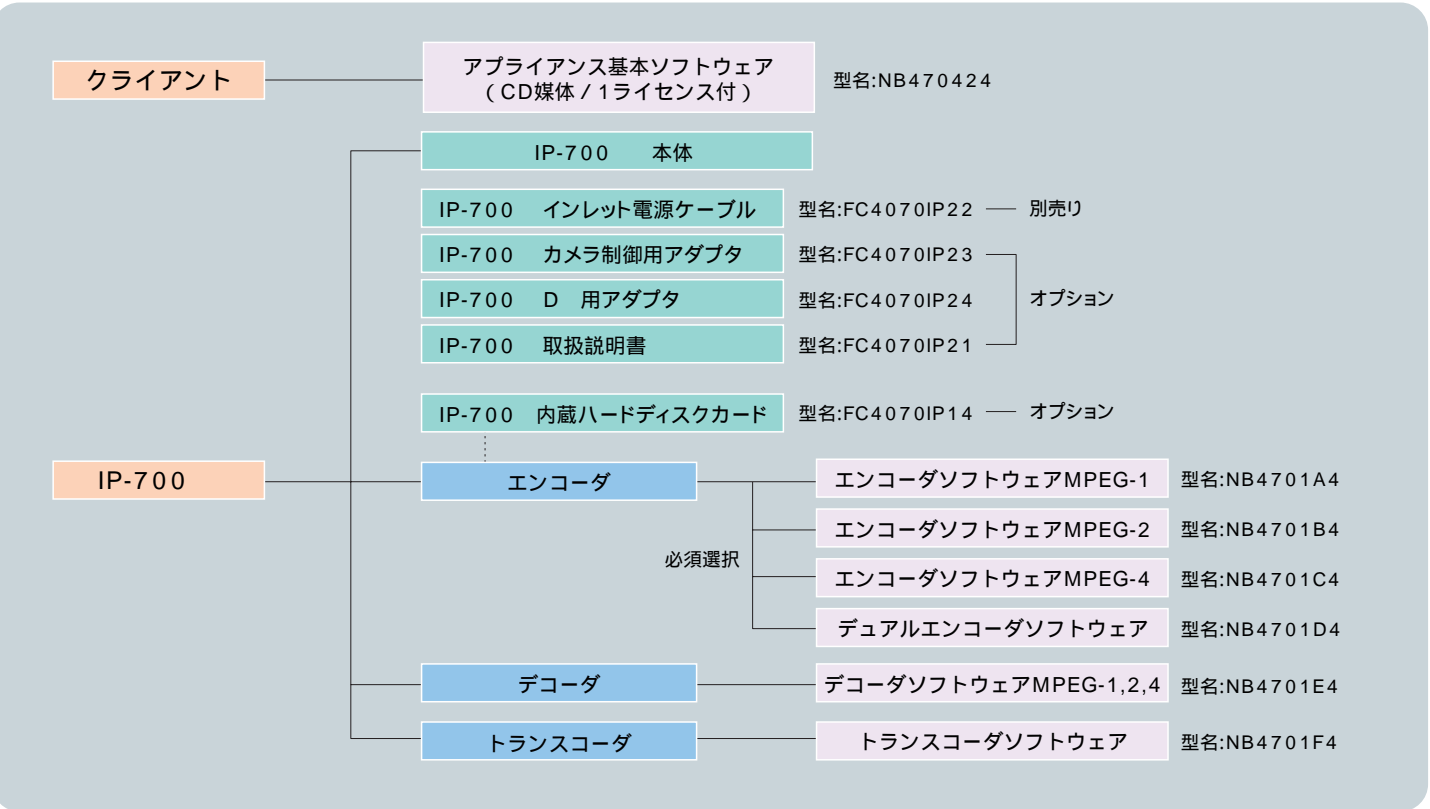 クライアント
アプライアンス基本ソフトウェア
(CD媒体/1ライセンス付)
型名:NB470424
IP-700 本体
IP-700 インレット電源ケーブル 型名:FC4070IP22 別売り
IP-700 カメラ制御用アダプタ 型名:FC4070IP23
IP-700 D 用アダプタ 型名:FC4070IP24 オプション
IP-700 取扱説明書 型名:FC4070IP21
IP-700 内蔵ハードディスクカード 型名:FC4070IP14 オプション
IP-700
エンコーダ
エンコーダソフトウェアMPEG-1 型名:NB4701A4
エンコーダソフトウェアMPEG-2 型名:NB4701B4
必須選択
エンコーダソフトウェアMPEG-4 型名:NB4701C4
デュアルエンコーダソフトウェア 型名:NB4701D4
デコーダ
デコーダソフトウェアMPEG-1,2,4 型名:NB4701E4
トランスコーダ
トランスコーダソフトウェア 型名:NB4701F4